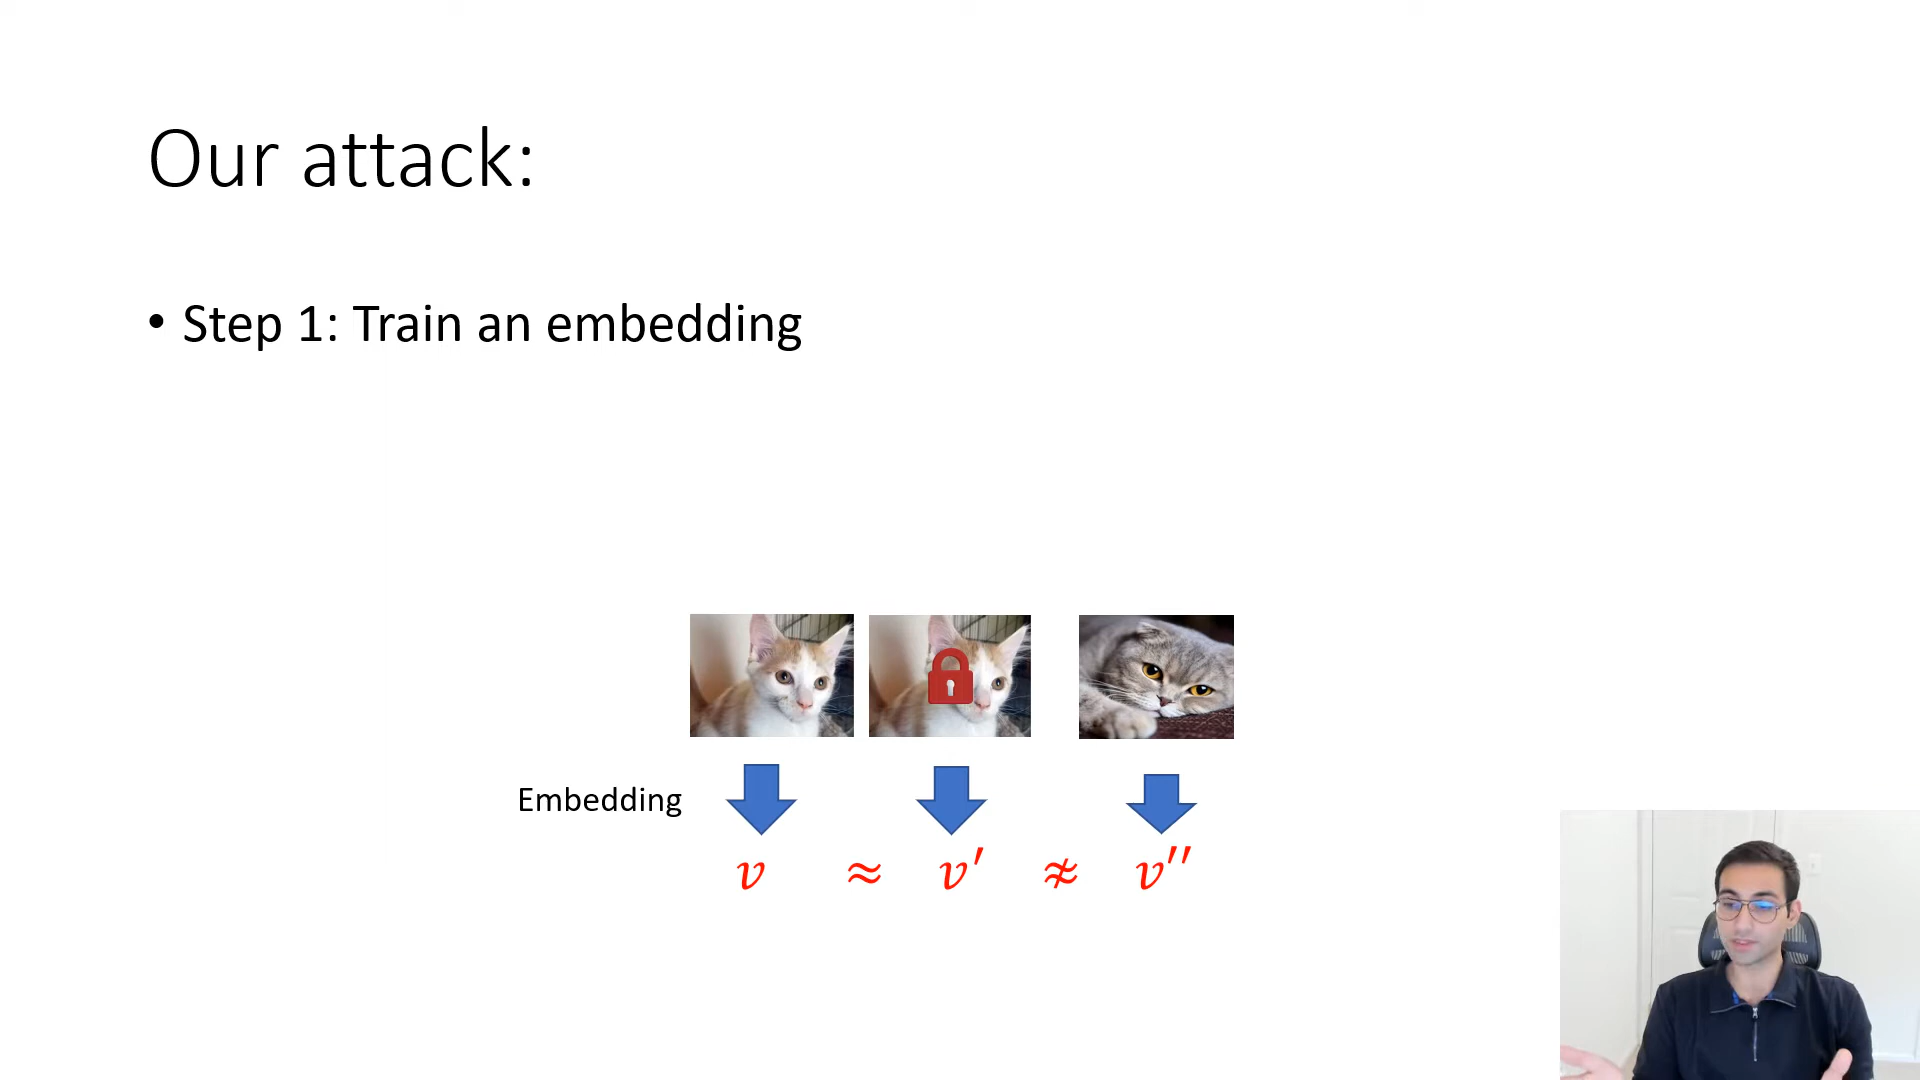 Our attack:
• Step 1: Train an embedding
Embedding
v ≈ v′ ≉ v′′